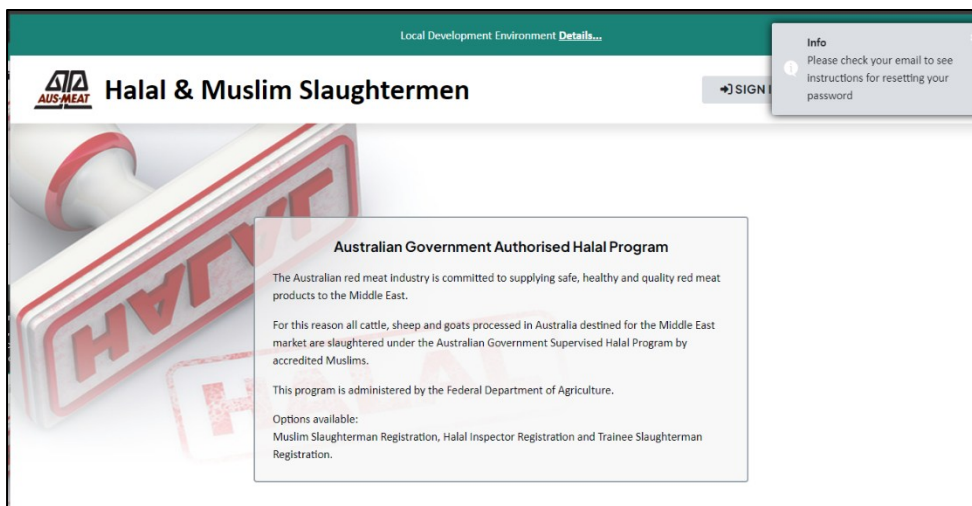 Local Development Environment Details...
Info
Please check your email to see
instructions for resetting your
password
AUS-MEAT
Halal & Muslim Slaughtermen
SIGN I
HALAL
HALAL
Australian Government Authorised Halal Program
The Australian red meat industry is committed to supplying safe, healthy and quality red meat
products to the Middle East.
For this reason all cattle, sheep and goats processed in Australia destined for the Middle East
market are slaughtered under the Australian Government Supervised Halal Program by
accredited Muslims.
This program is administered by the Federal Department of Agriculture.
Options available:
Muslim Slaughterman Registration, Halal Inspector Registration and Trainee Slaughterman
Registration.